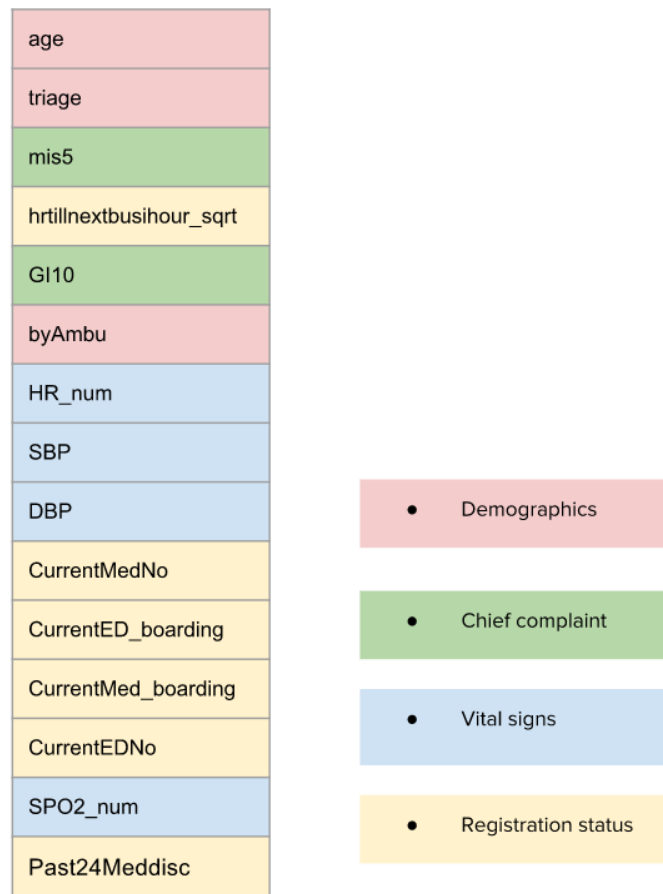 age
triage
mis5
hrtillnextbusihour_sqrt
GI10
byAmbu
HR_num
SBP
DBP
CurrentMedNo
CurrentED_boarding
CurrentMed_boarding
CurrentEDNo
SPO2_num
Past24Meddisc
● Demographics
● Chief complaint
● Vital signs
● Registration status